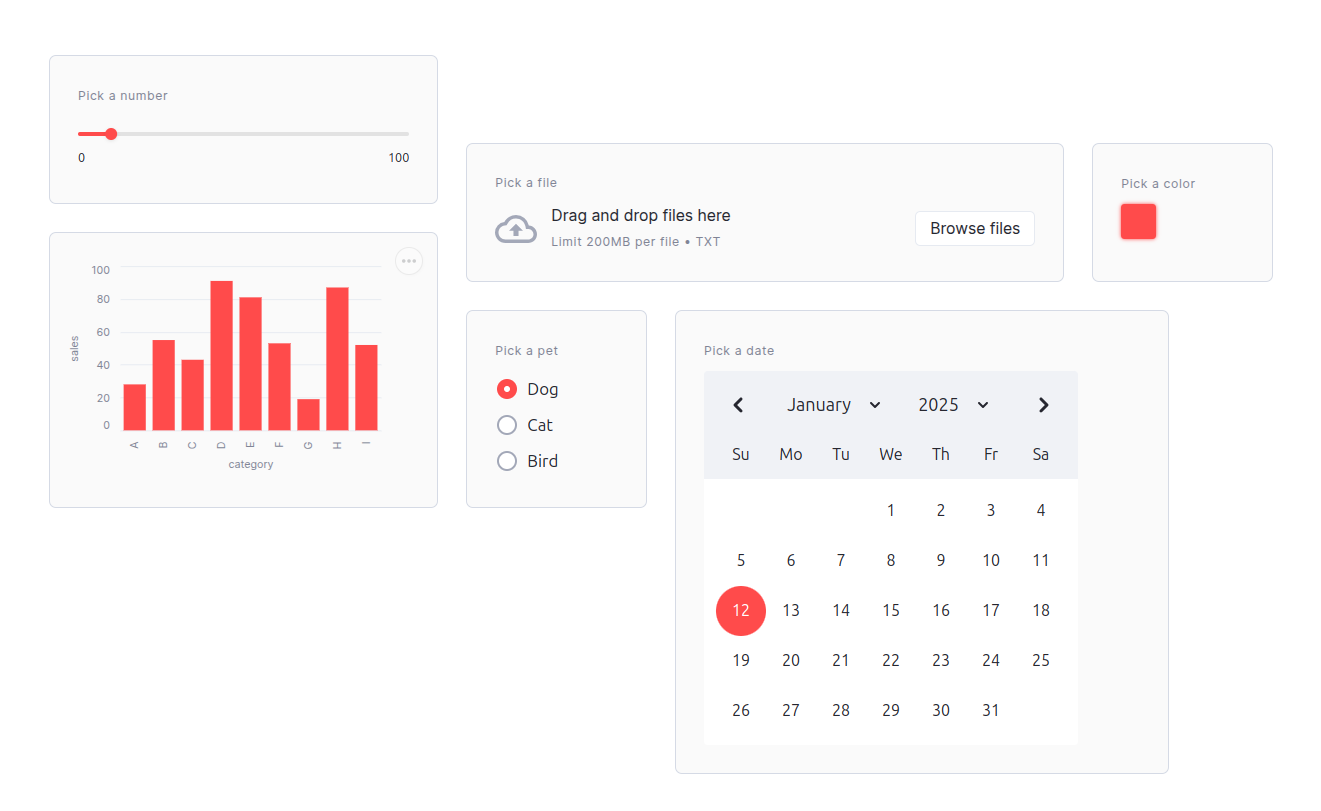 Pick a number
0 100
100
80
60
40
20
0
sales
A B C D E F G H I
category
Pick a file
Drag and drop files here
Limit 200MB per file • TXT
Browse files
Pick a color
Pick a pet
Dog
Cat
Bird
Pick a date
January 2025
Su Mo Tu We Th Fr Sa
1 2 3 4
5 6 7 8 9 10 11
12 13 14 15 16 17 18
19 20 21 22 23 24 25
26 27 28 29 30 31